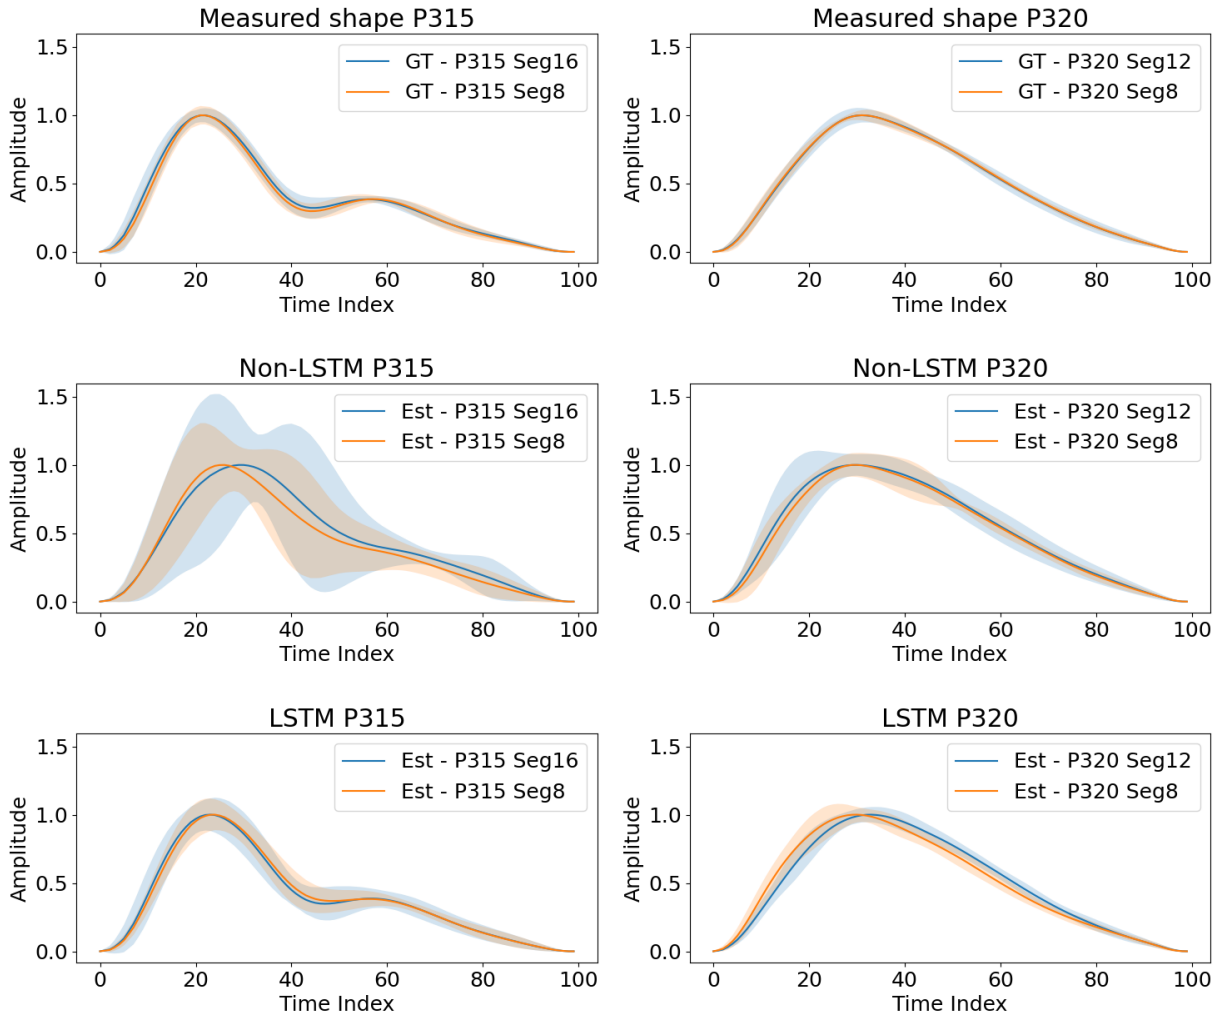 Measured shape P315
1.5
1.0
0.5
0.0
Amplitude
GT - P315 Seg16
GT - P315 Seg8
0 20 40 60 80 100
Time Index
Measured shape P320
1.5
1.0
0.5
0.0
Amplitude
GT - P320 Seg12
GT - P320 Seg8
0 20 40 60 80 100
Time Index
Non-LSTM P315
1.5
1.0
0.5
0.0
Amplitude
Est - P315 Seg16
Est - P315 Seg8
0 20 40 60 80 100
Time Index
Non-LSTM P320
1.5
1.0
0.5
0.0
Amplitude
Est - P320 Seg12
Est - P320 Seg8
0 20 40 60 80 100
Time Index
LSTM P315
1.5
1.0
0.5
0.0
Amplitude
Est - P315 Seg16
Est - P315 Seg8
0 20 40 60 80 100
Time Index
LSTM P320
1.5
1.0
0.5
0.0
Amplitude
Est - P320 Seg12
Est - P320 Seg8
0 20 40 60 80 100
Time Index